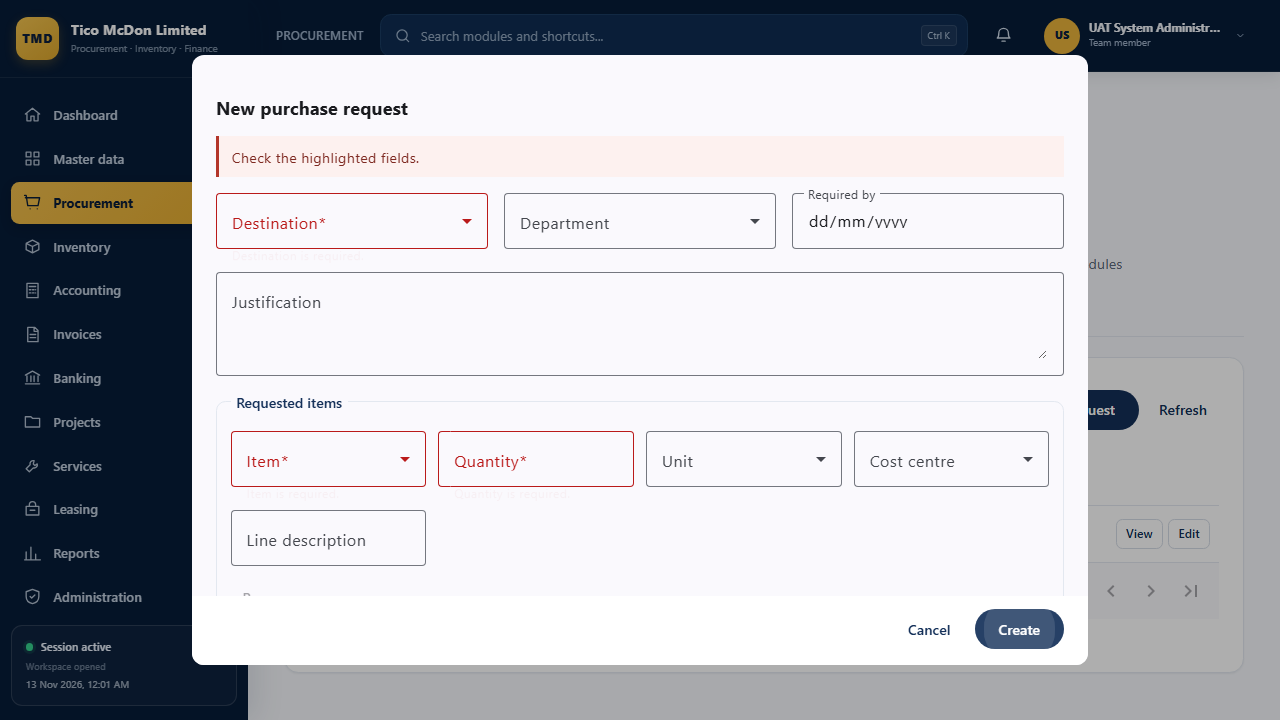 TMD
Tico McDon Limited
Procurement · Inventory · Finance
PROCUREMENT
Search modules and shortcuts...
Ctrl K
US
UAT System Administr...
Team member
Dashboard
Master data
Procurement
Inventory
Accounting
Invoices
Banking
Projects
Services
Leasing
Reports
Administration
Session active
Workspace opened
13 Nov 2026, 12:01 AM
New purchase request
Check the highlighted fields.
Destination*
Department
Required by
dd/mm/yyyy
Destination is required.
Justification
Requested items
Item*
Quantity*
Unit
Cost centre
Item is required.
Quantity is required.
Line description
Cancel
Create
dules
uest
Refresh
View
Edit